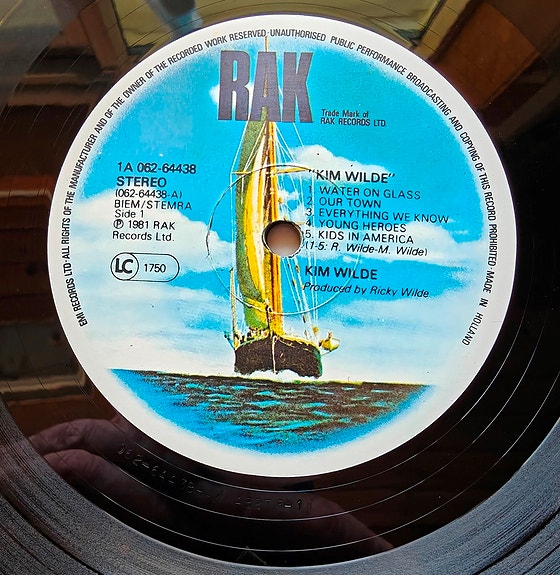 EMI RECORDS LTD·ALL RIGHTS OF THE MANUFACTURER AND OF THE OWNER OF THE RECORDED WORK RESERVED·UNAUTHORISED PUBLIC PERFORMANCE BROADCASTING AND COPYING OF THIS RECORD PROHIBITED·MADE IN HOLLAND
RAK
Trade Mark of
RAK RECORDS LTD.
1A 062-64438
STEREO
(062-64438-A)
BIEM/STEMRA
Side 1
℗ 1981 RAK
Records Ltd.
LC 1750
"KIM WILDE"
1. WATER ON GLASS
2. OUR TOWN
3. EVERYTHING WE KNOW
4. YOUNG HEROES
5. KIDS IN AMERICA
(1-5: R. Wilde-M. Wilde)
KIM WILDE
Produced by Ricky Wilde